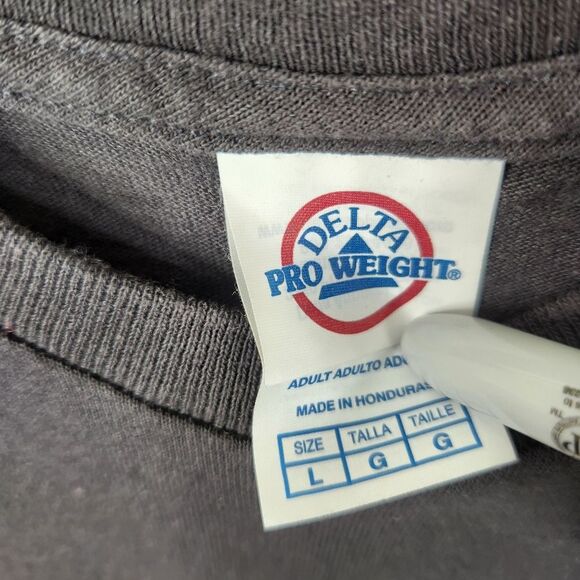 DELTA
PRO WEIGHT®
ADULT ADULTO
MADE IN HONDURAS
SIZE TALLA TAILLE
L G G